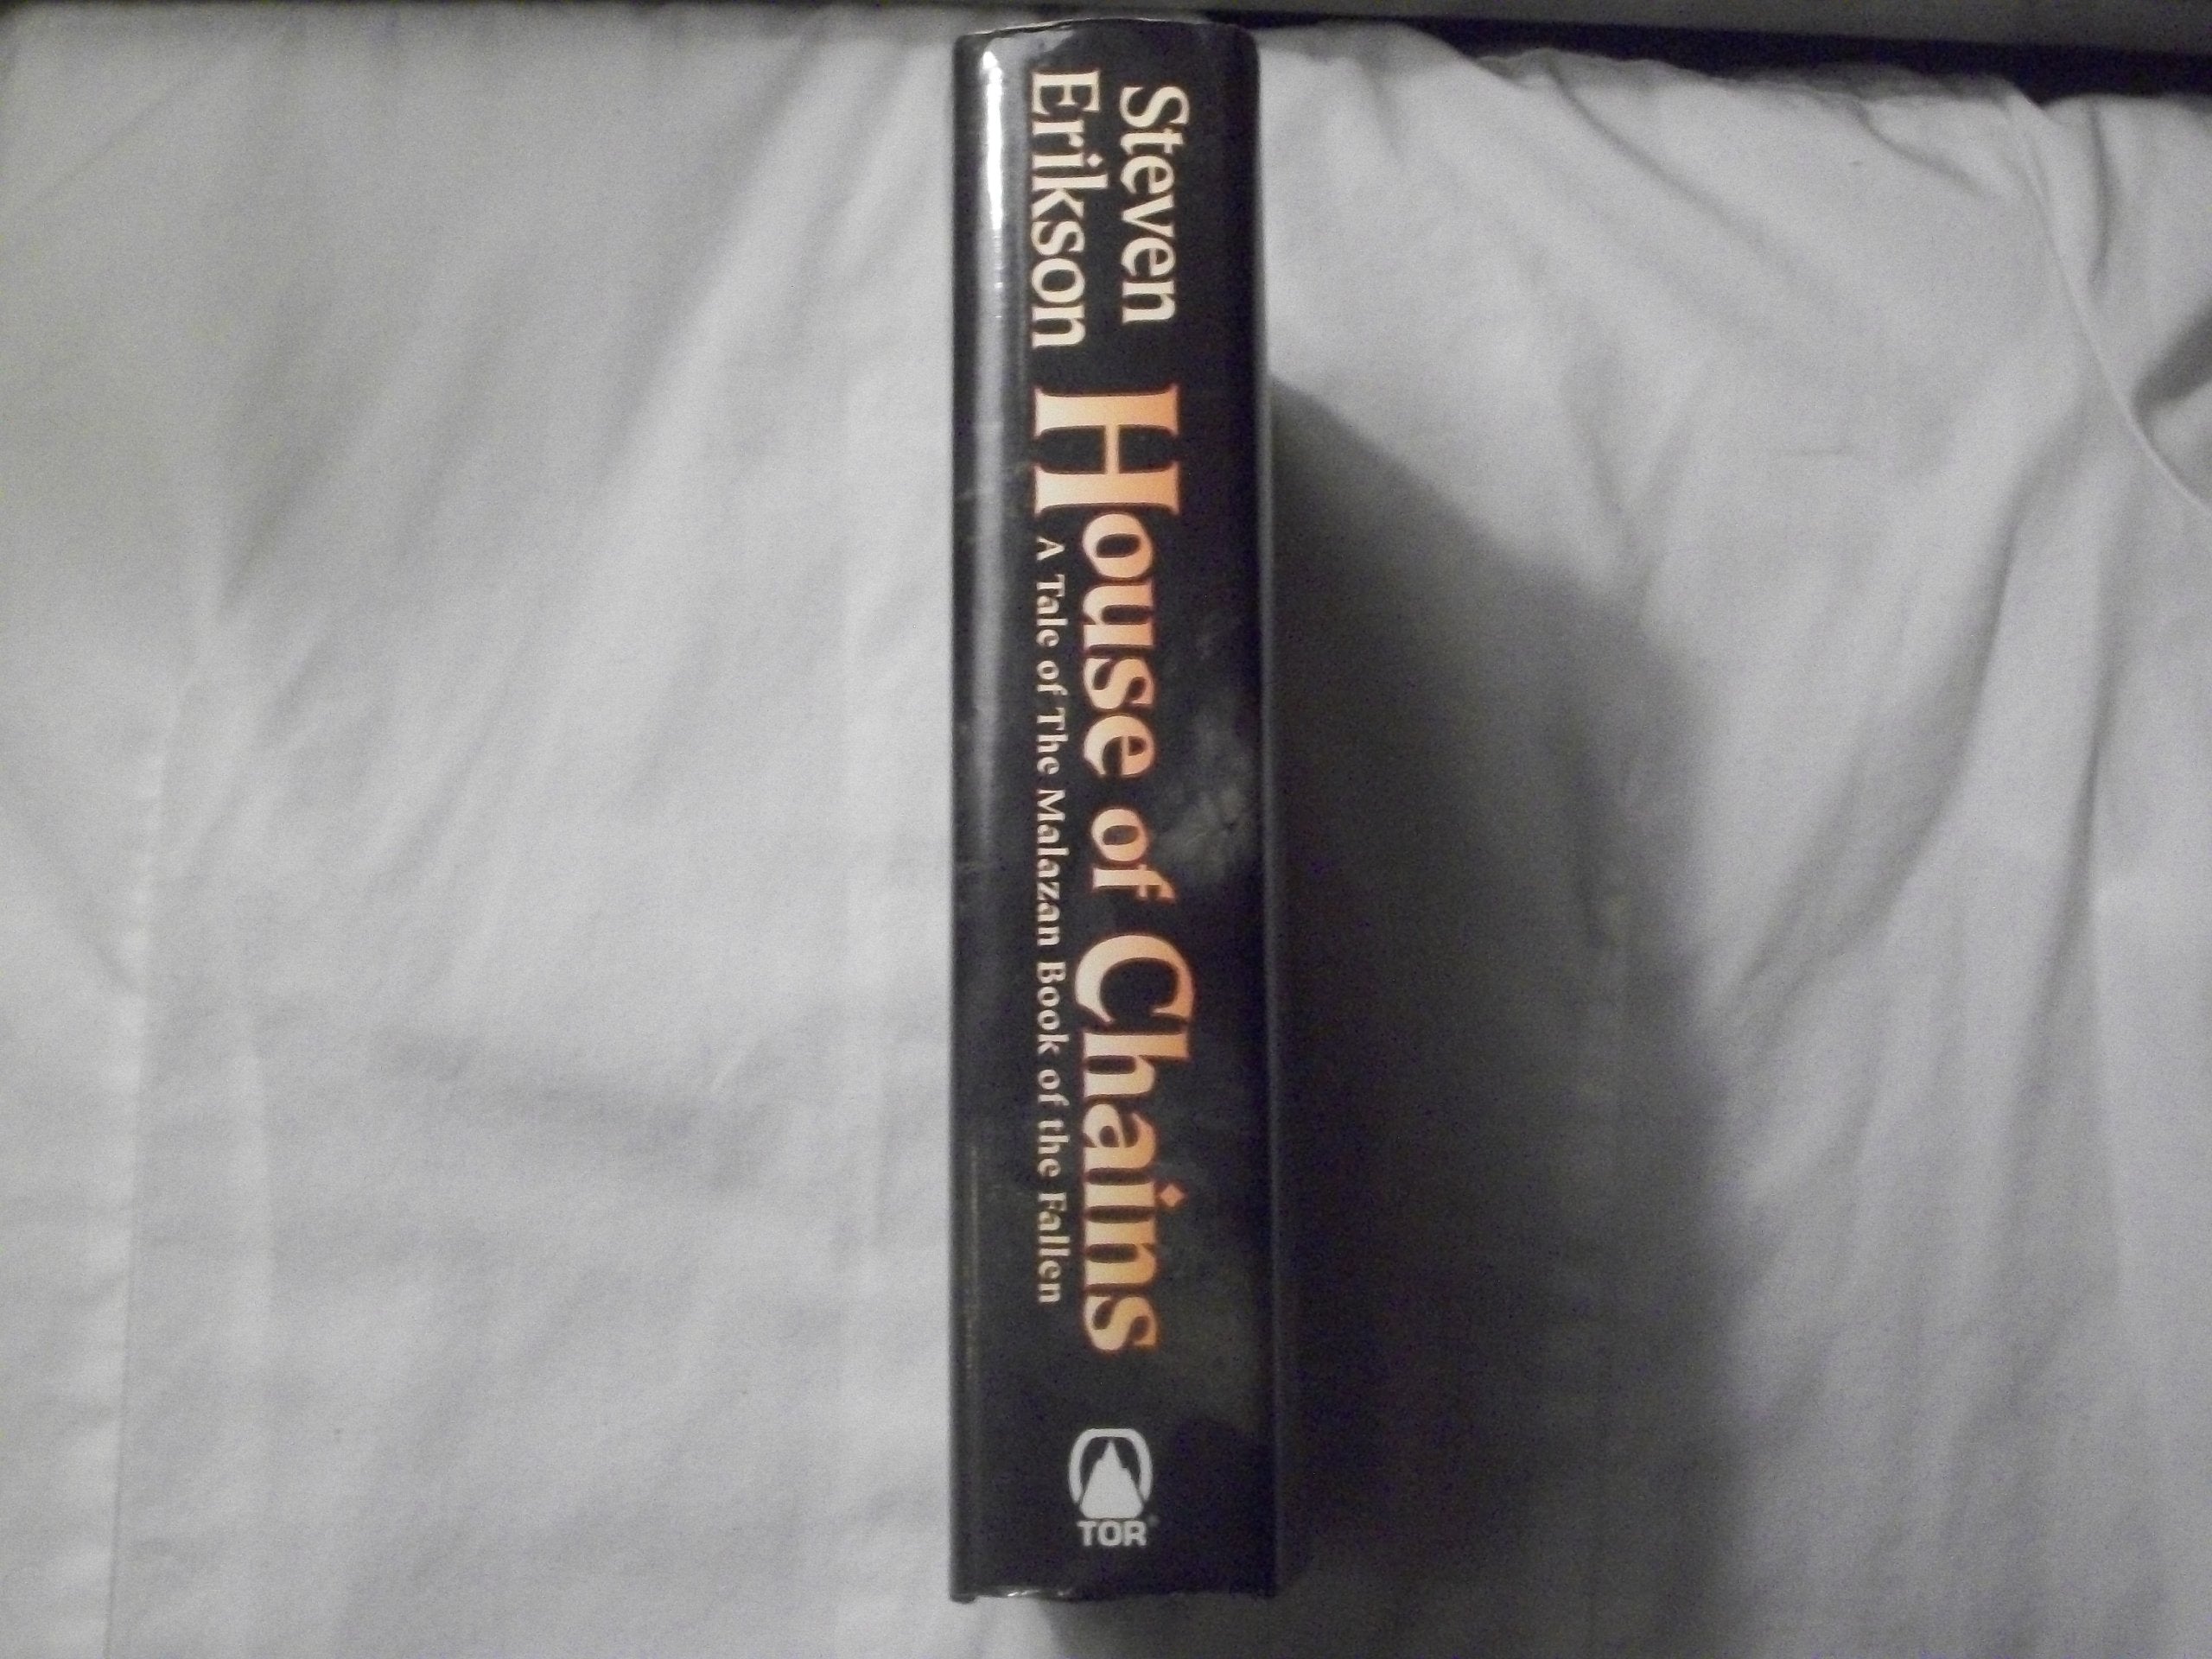 Steven
Erikson
House of Chains
A Tale of The Malazan Book of the Fallen
TOR®